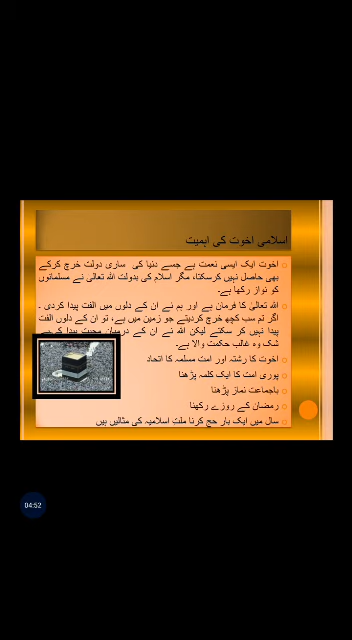 اسلامی اخوت کی اہمیت
اخوت ایک ایسی نعمت ہے جسے دنیا کی ساری دولت خرچ کرکے
بھی حاصل نہیں کرسکتا، مگر اسلام کی بدولت اللہ تعالی نے مسلمانوں
کو نواز رکھا ہے۔
اللہ تعالیٰ کا فرمان ہے اور ہم نے ان کے دلوں میں الفت پیدا کردی ۔
اگر تم سب کچھ خرچ کردیتے جو زمین میں ہے، تو ان کے دلوں الفت
پیدا نہیں کر سکتے لیکن اللہ نے ان کے درمیان محبت پیدا کی
شک وہ غالب حکمت والا ہے۔
اخوت کا رشتہ اور امت مسلمہ کا اتحاد
پوری امت کا ایک کلمہ پڑھنا
باجماعت نماز پڑھنا
رمضان کے روزے رکھنا
سال میں ایک بار حج کرنا ملتِ اسلامیہ کی مثالیں ہیں
04:52